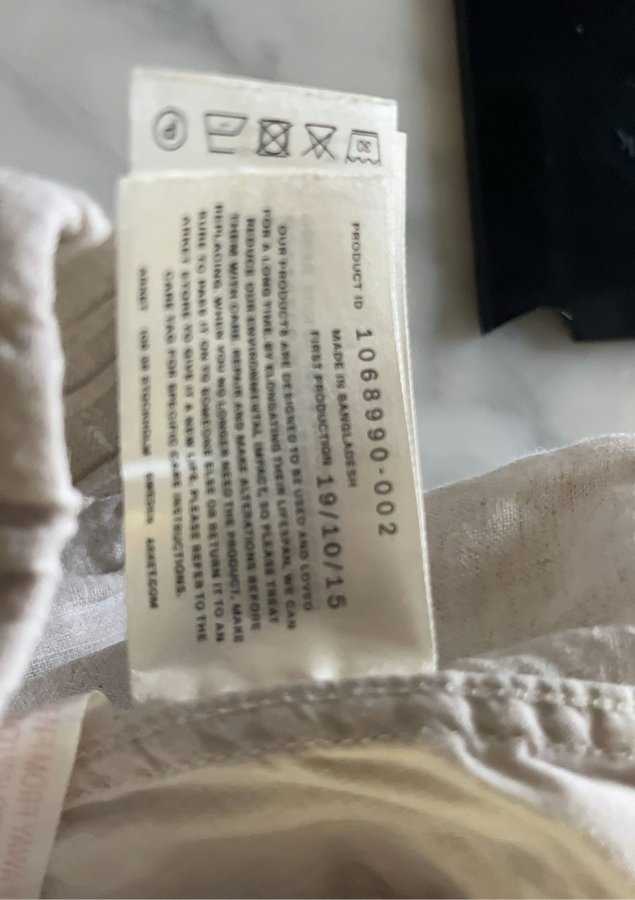 PRODUCT ID 1068990-002
MADE IN BANGLADESH
FIRST PRODUCTION 19/10/15
OUR PRODUCTS ARE DESIGNED TO BE USED AND LOVED
FOR A LONG TIME. BY ELONGATING THEIR LIFESPAN, WE CAN
REDUCE OUR ENVIRONMENTAL IMPACT, SO PLEASE TREAT
THEM WITH CARE. REPAIR AND MAKE ALTERATIONS BEFORE
REPLACING. WHEN YOU NO LONGER NEED THE PRODUCT, MAKE
SURE TO PASS IT ON TO SOMEONE ELSE OR RETURN IT TO AN
ARKET STORE TO GIVE IT A NEW LIFE. PLEASE REFER TO THE
CARE TAG FOR SPECIFIC CARE INSTRUCTIONS.
ARKET 106 38 STOCKHOLM SWEDEN ARKET.COM